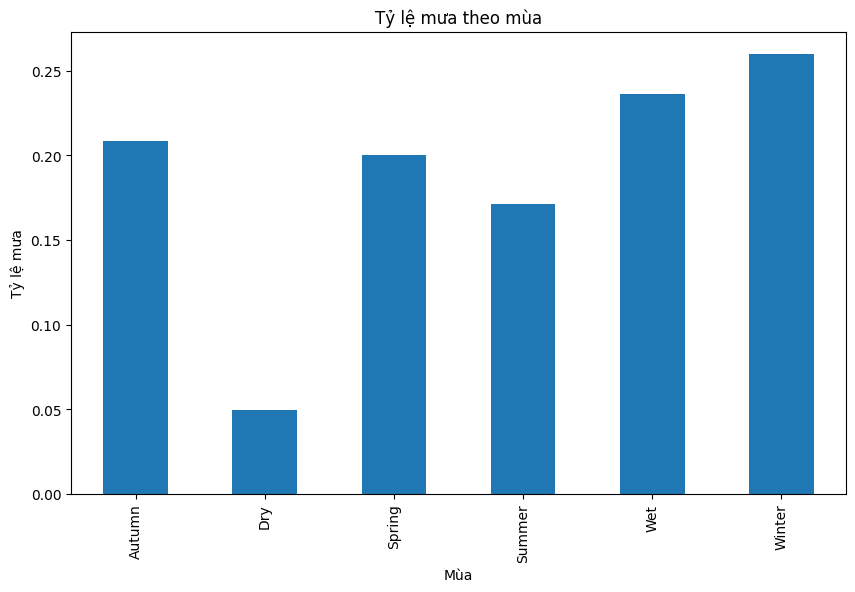 Tỷ lệ mưa theo mùa
Tỷ lệ mưa
0.25
0.20
0.15
0.10
0.05
0.00
Autumn
Dry
Spring
Summer
Wet
Winter
Mùa